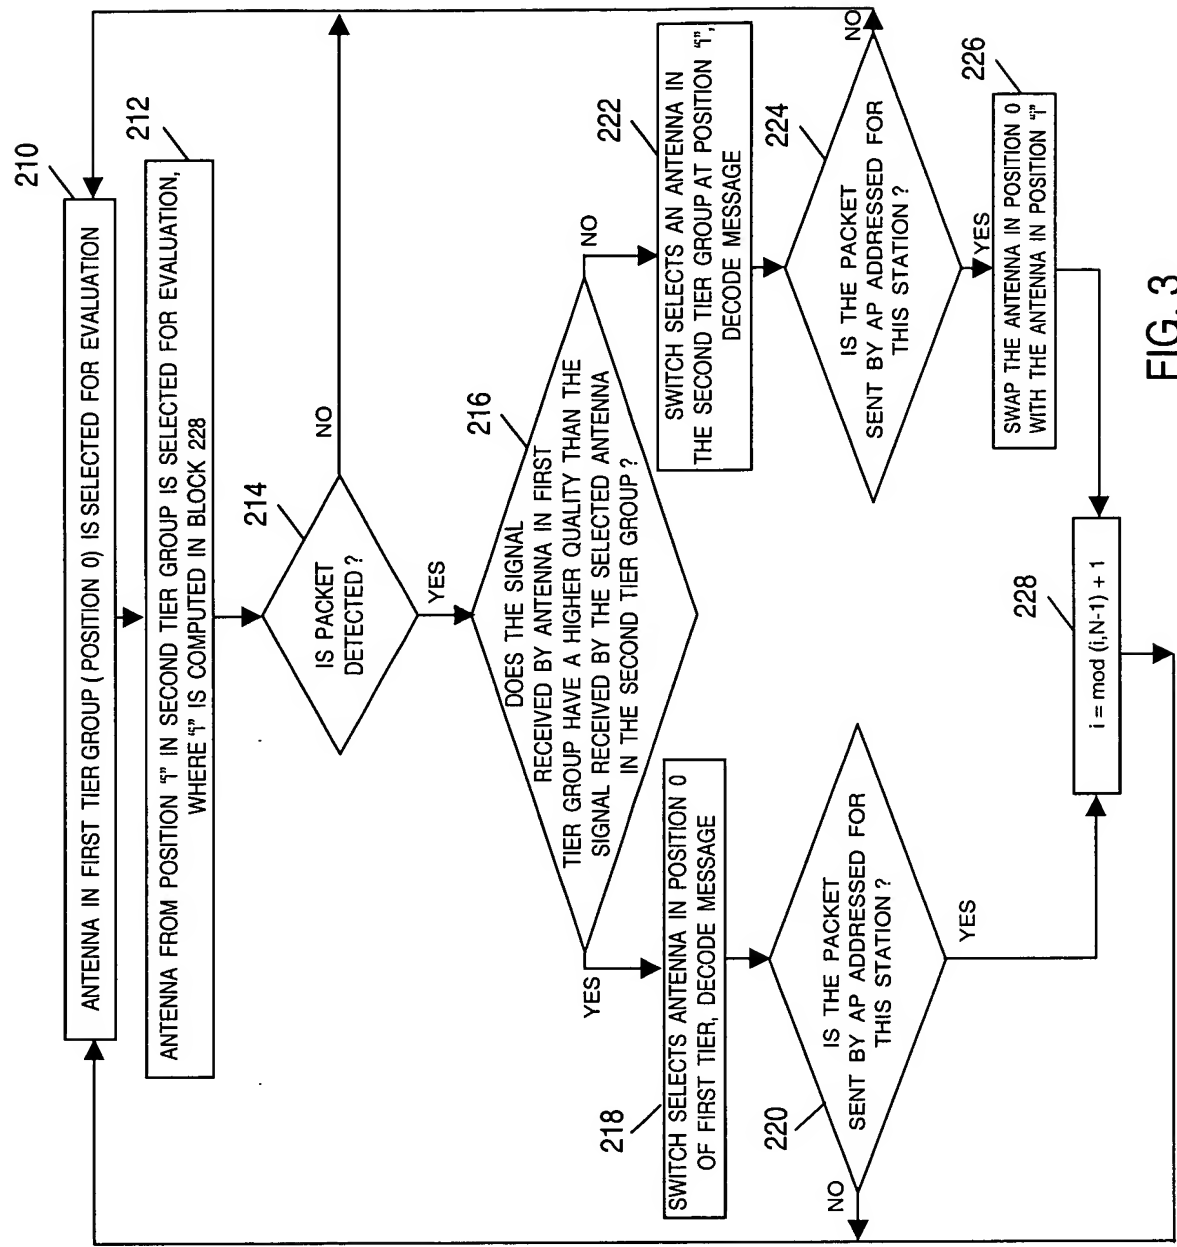 210
ANTENNA IN FIRST TIER GROUP ( POSITION 0) IS SELECTED FOR EVALUATION
212
ANTENNA FROM POSITION "i" IN SECOND TIER GROUP IS SELECTED FOR EVALUATION,
WHERE "i" IS COMPUTED IN BLOCK 228
214
IS PACKET
DETECTED ?
NO
YES
216
DOES THE SIGNAL
RECEIVED BY ANTENNA IN FIRST
TIER GROUP HAVE A HIGHER QUALITY THAN THE
SIGNAL RECEIVED BY THE SELECTED ANTENNA
IN THE SECOND TIER GROUP ?
YES
NO
218
SWITCH SELECTS ANTENNA IN POSITION 0
OF FIRST TIER, DECODE MESSAGE
222
SWITCH SELECTS AN ANTENNA IN
THE SECOND TIER GROUP AT POSITION "i",
DECODE MESSAGE
220
IS THE PACKET
SENT BY AP ADDRESSED FOR
THIS STATION ?
NO
YES
224
IS THE PACKET
SENT BY AP ADDRESSED FOR
THIS STATION ?
NO
YES
226
SWAP THE ANTENNA IN POSITION 0
WITH THE ANTENNA IN POSITION "i"
228
i = mod (i,N-1) + 1
FIG. 3